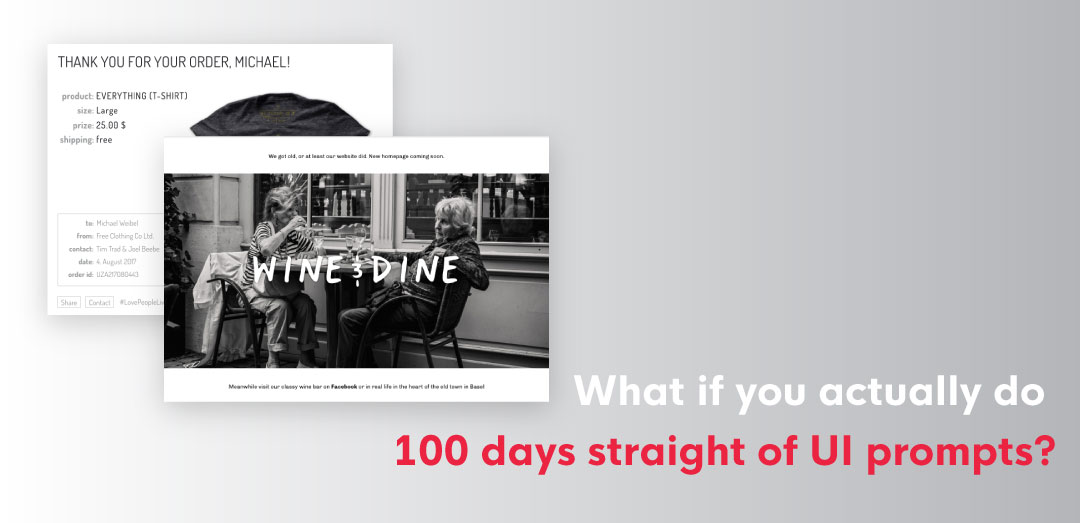 THANK YOU FOR YOUR ORDER, MICHAEL!
product: EVERYTHING (T-SHIRT)
size: Large
prize: 25.00 $
shipping: free
to: Michael Weibel
from: Free Clothing Co Ltd.
contact: Tim Trad & Joel Beebe
date: 4. August 2017
order id: UZA217080443
Share Contact #LovePeopleLiv
We got old, or at least our website did. New homepage coming soon.
WINE & DINE
Meanwhile visit our classy wine bar on Facebook or in real life in the heart of the old town in Basel
What if you actually do
100 days straight of UI prompts?